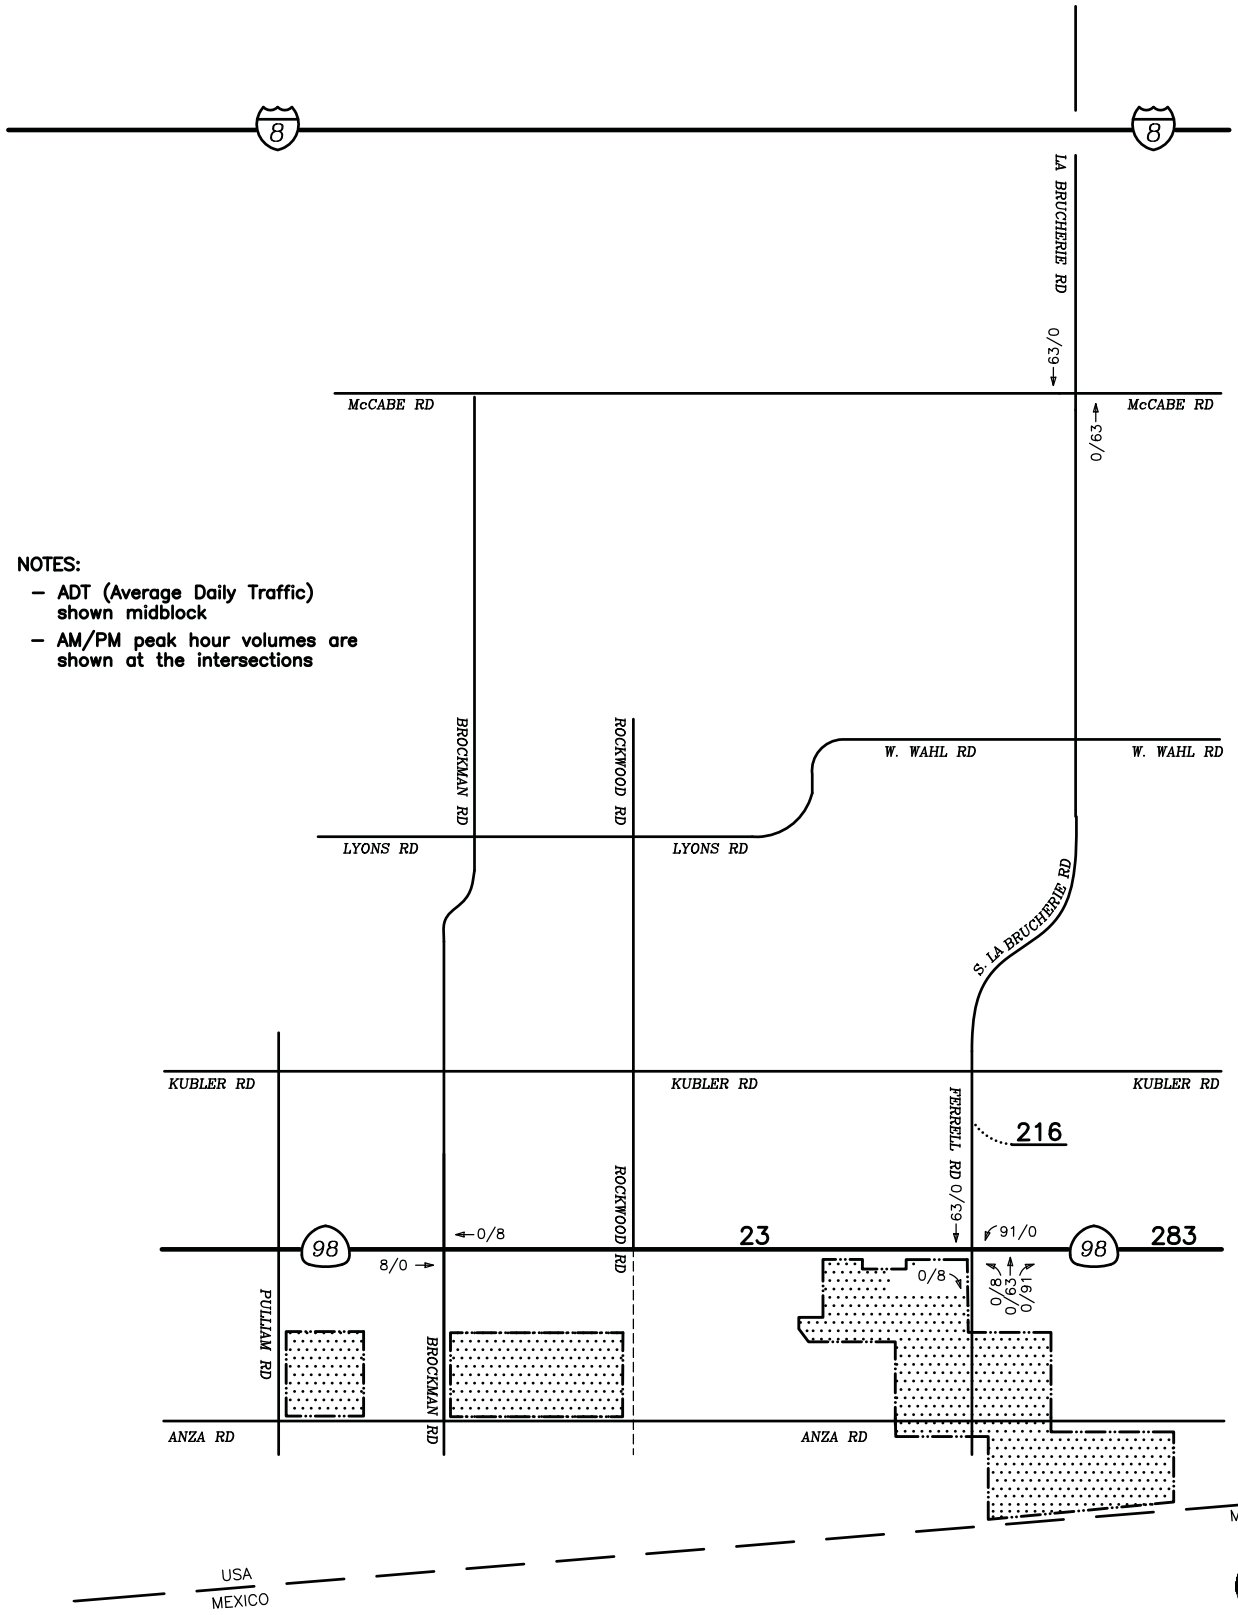 8
8
LA BRUCHERIE RD
63/0
McCABE RD
McCABE RD
0/63
NOTES:
– ADT (Average Daily Traffic)
shown midblock
– AM/PM peak hour volumes are
shown at the intersections
BROCKMAN RD
ROCKWOOD RD
W. WAHL RD
W. WAHL RD
LYONS RD
LYONS RD
S. LA BRUCHERIE RD
KUBLER RD
KUBLER RD
KUBLER RD
FERRELL RD
216
ROCKWOOD RD
63/0
0/8
23
91/0
283
98
98
8/0
0/8
0/8
0/63
0/91
PULLIAM RD
BROCKMAN RD
ANZA RD
ANZA RD
M
USA
MEXICO